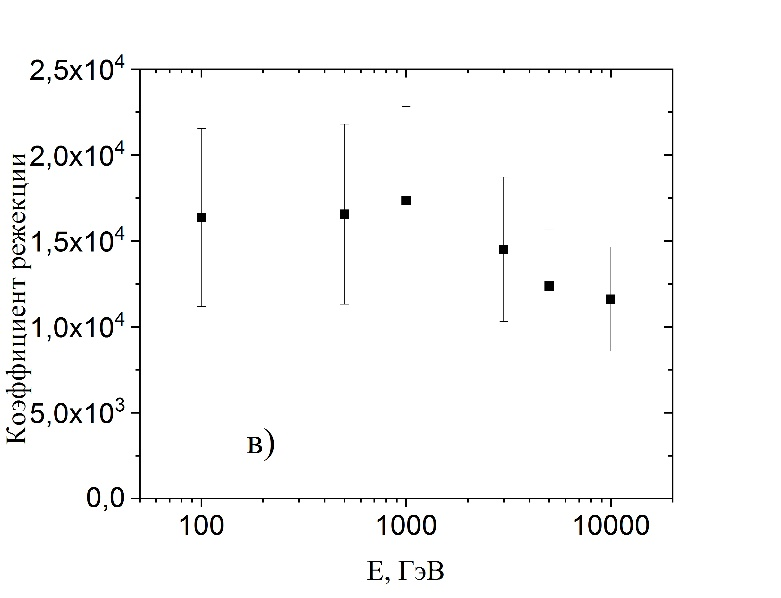 2,5x10⁴
2,0x10⁴
1,5x10⁴
1,0x10⁴
5,0x10³
0,0
Коэффициент режекции
в)
100 1000 10000
E, ГэВ